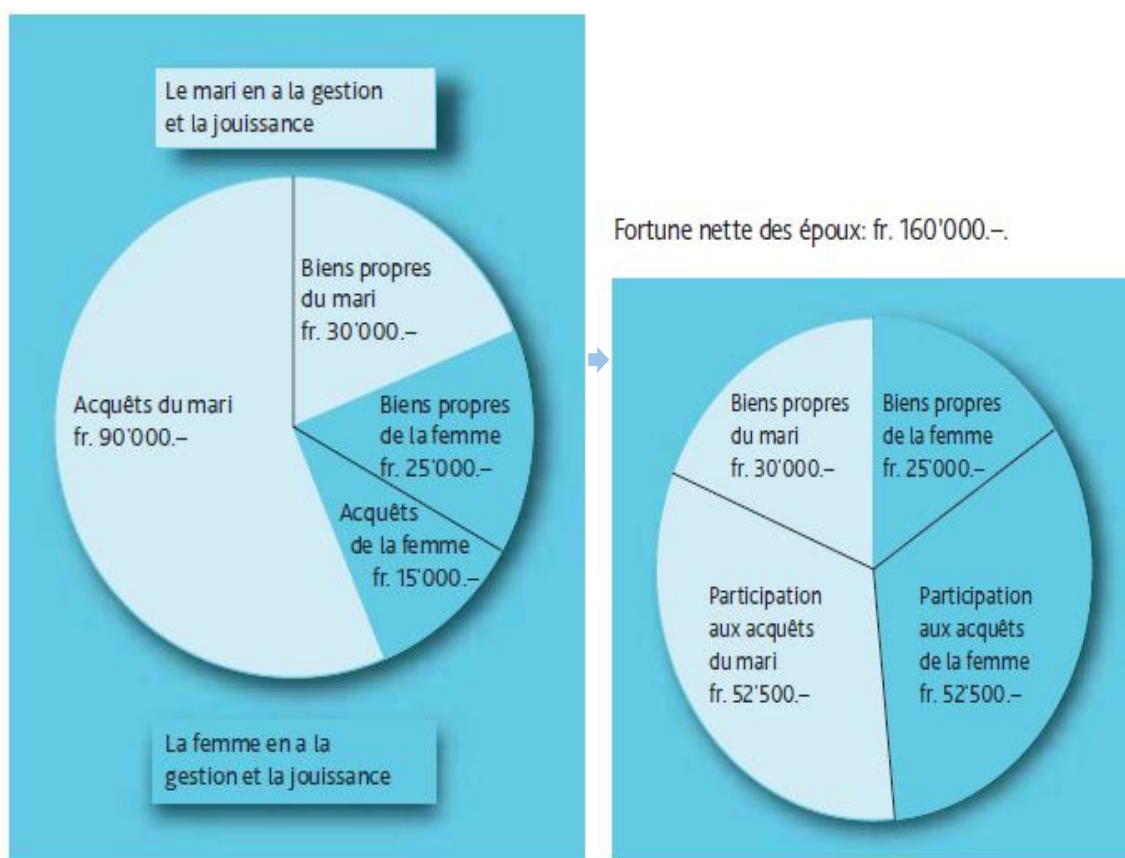 Le mari en a la gestion
et la jouissance
Biens propres
du mari
fr. 30'000.–
Acquêts du mari
fr. 90'000.–
Biens propres
de la femme
fr. 25'000.–
Acquêts
de la femme
fr. 15'000.–
La femme en a la
gestion et la jouissance
Fortune nette des époux: fr. 160'000.–.
Biens propres
du mari
fr. 30'000.–
Biens propres
de la femme
fr. 25'000.–
Participation
aux acquêts
du mari
fr. 52'500.–
Participation
aux acquêts
de la femme
fr. 52'500.–